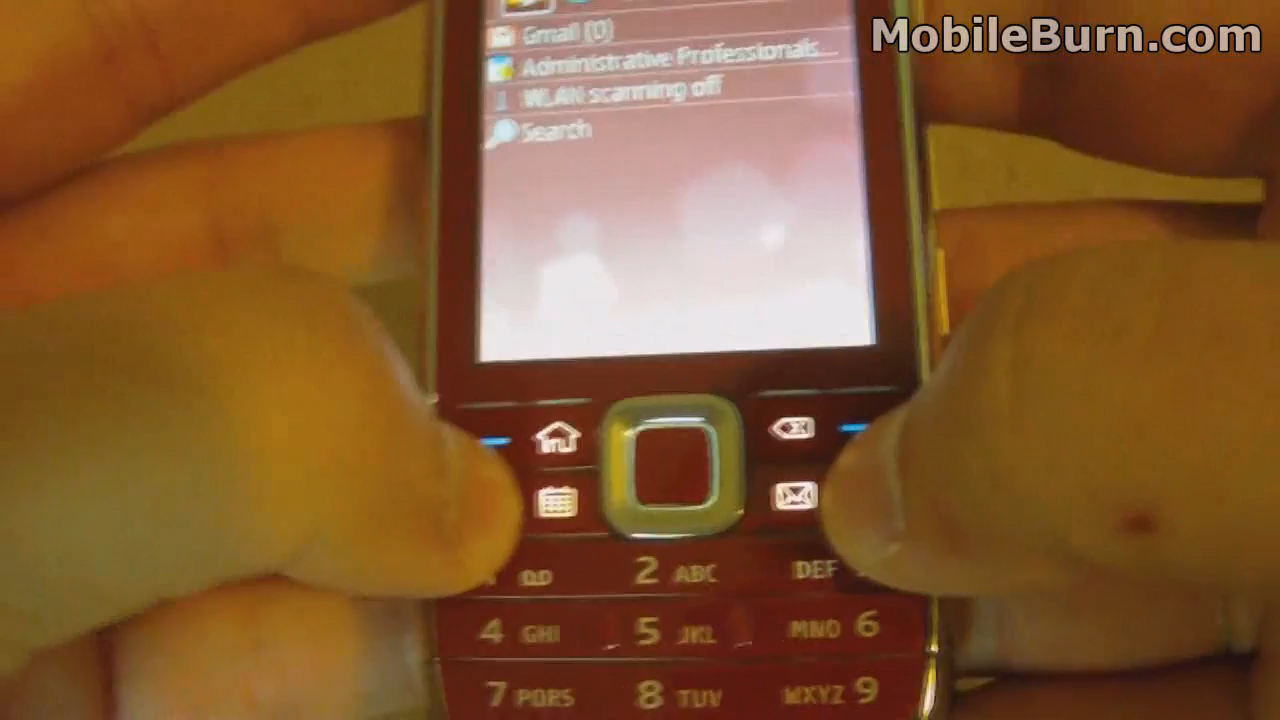 MobileBurn.com
Gmail (0)
Administrative Professionals...
WLAN scanning off
Search
2 ABC
DEF
4 GHI
5 JKL
MNO 6
7 PQRS
8 TUV
WXYZ 9